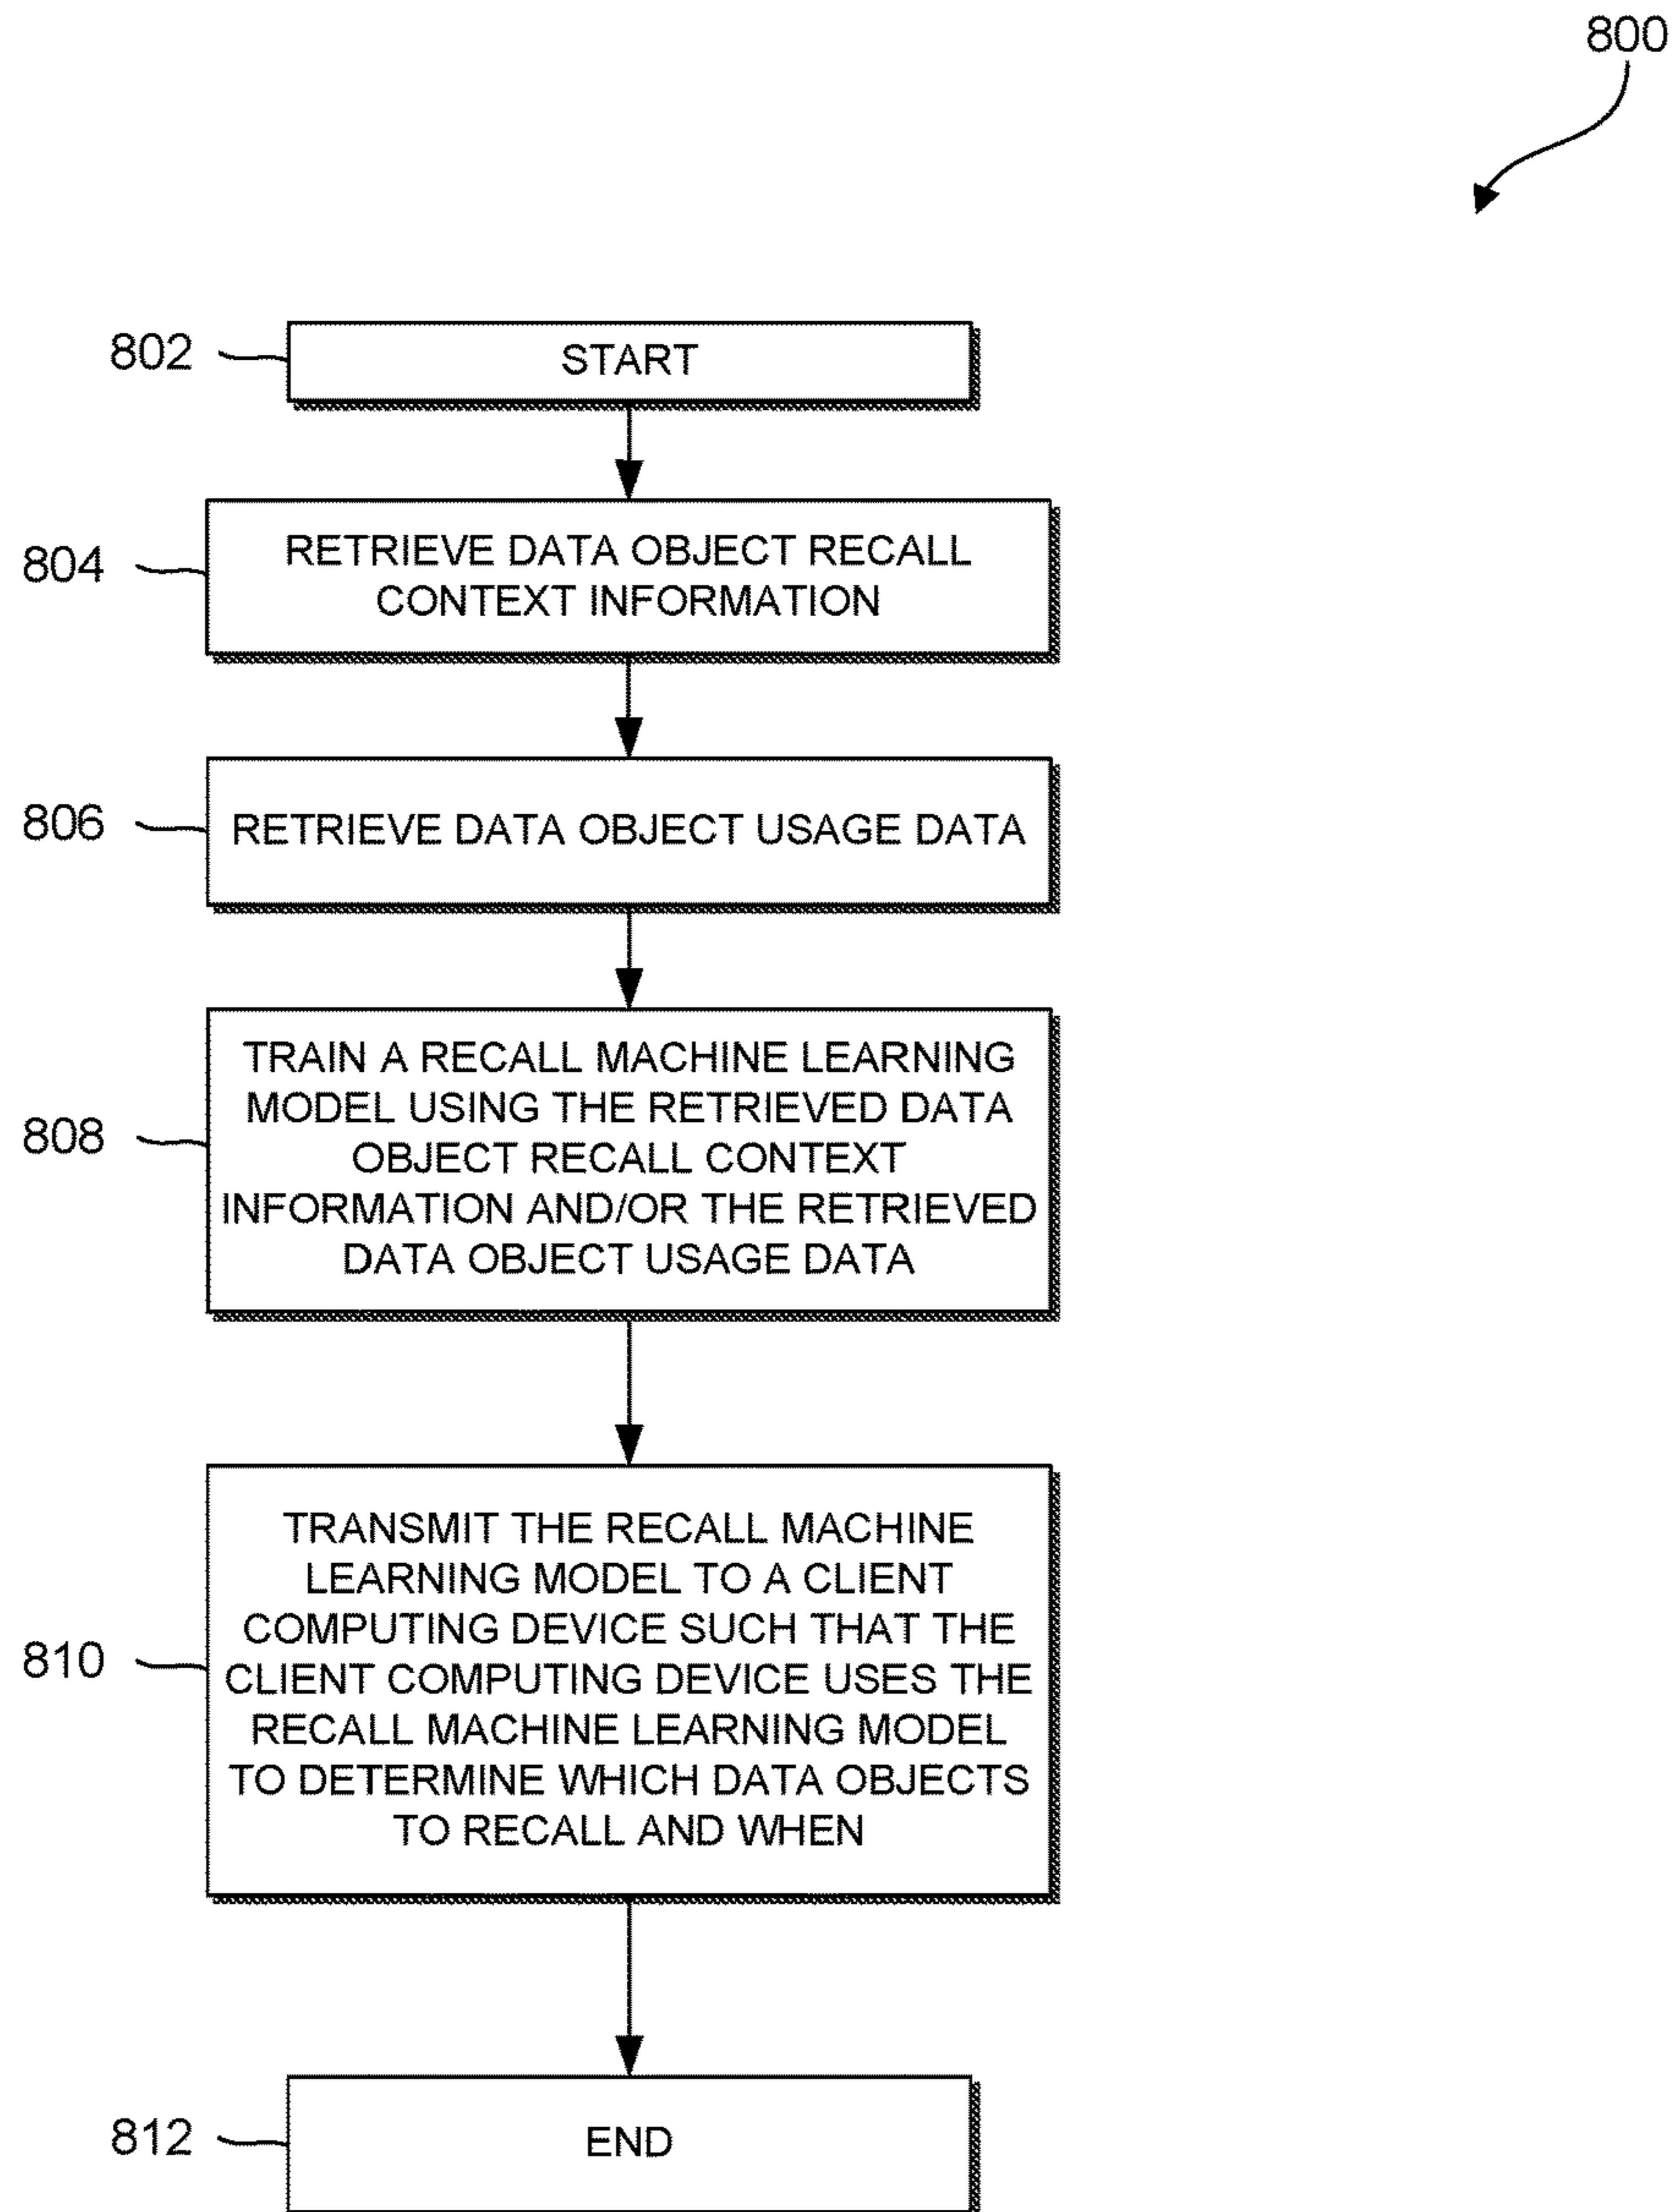 800
802
START
804
RETRIEVE DATA OBJECT RECALL
CONTEXT INFORMATION
806
RETRIEVE DATA OBJECT USAGE DATA
808
TRAIN A RECALL MACHINE LEARNING
MODEL USING THE RETRIEVED DATA
OBJECT RECALL CONTEXT
INFORMATION AND/OR THE RETRIEVED
DATA OBJECT USAGE DATA
810
TRANSMIT THE RECALL MACHINE
LEARNING MODEL TO A CLIENT
COMPUTING DEVICE SUCH THAT THE
CLIENT COMPUTING DEVICE USES THE
RECALL MACHINE LEARNING MODEL
TO DETERMINE WHICH DATA OBJECTS
TO RECALL AND WHEN
812
END